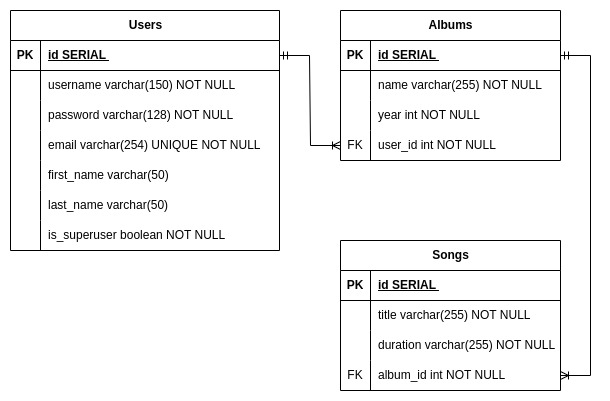 Users
PK id SERIAL
username varchar(150) NOT NULL
password varchar(128) NOT NULL
email varchar(254) UNIQUE NOT NULL
first_name varchar(50)
last_name varchar(50)
is_superuser boolean NOT NULL
Albums
PK id SERIAL
name varchar(255) NOT NULL
year int NOT NULL
FK user_id int NOT NULL
Songs
PK id SERIAL
title varchar(255) NOT NULL
duration varchar(255) NOT NULL
FK album_id int NOT NULL